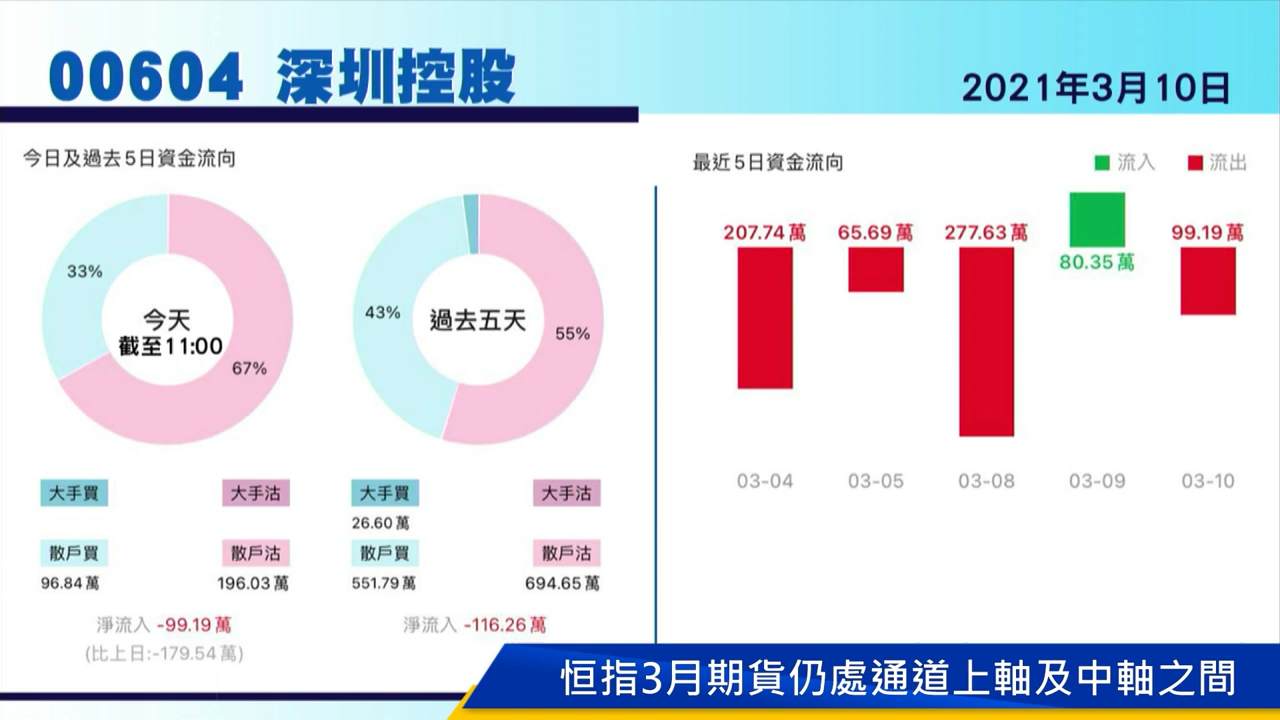 00604 深圳控股
2021年3月10日
今日及過去5日資金流向
33%
67%
今天
截至11:00
43%
55%
過去五天
大手買
大手沽
散戶買
散戶沽
96.84萬
196.03萬
淨流入 -99.19萬
(比上日:-179.54萬)
大手買
大手沽
26.60萬
散戶買
散戶沽
551.79萬
694.65萬
淨流入 -116.26萬
最近5日資金流向
流入
流出
207.74萬
65.69萬
277.63萬
80.35萬
99.19萬
03-04
03-05
03-08
03-09
03-10
恒指3月期貨仍處通道上軸及中軸之間